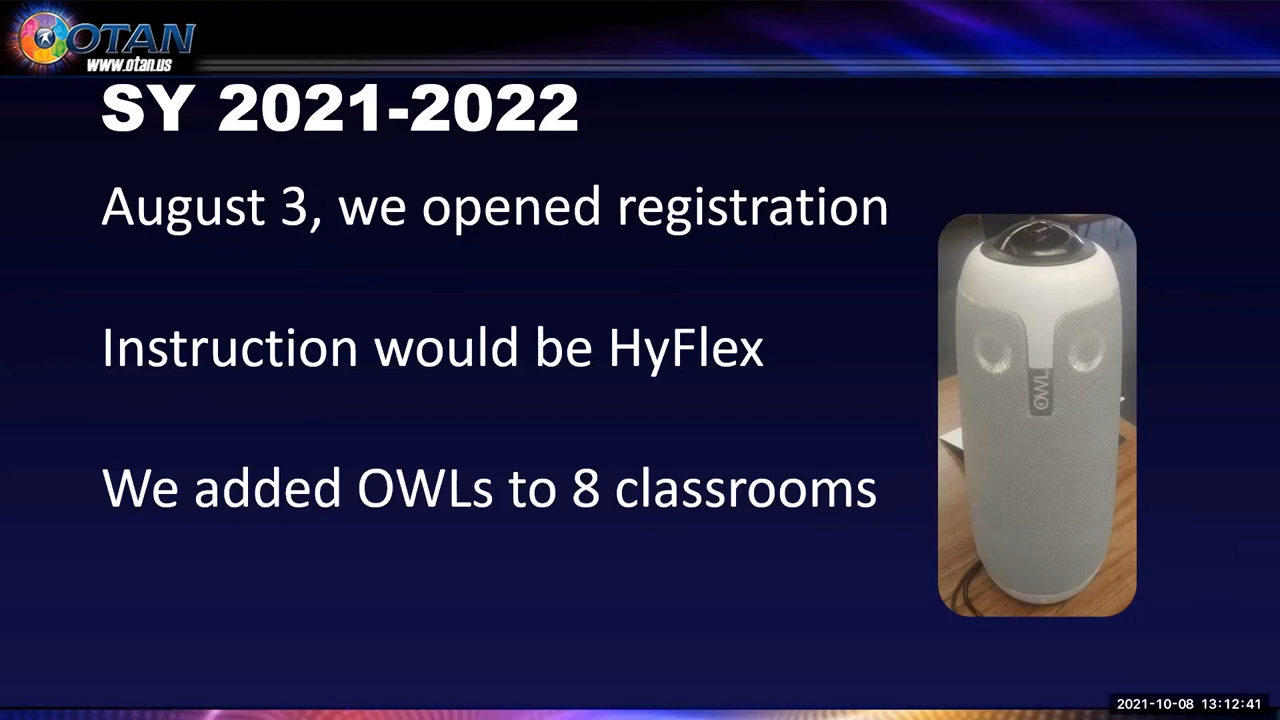 OTAN
www.otan.us
SY 2021-2022
August 3, we opened registration
Instruction would be HyFlex
OWL
We added OWLs to 8 classrooms
2021-10-08 13:12:41